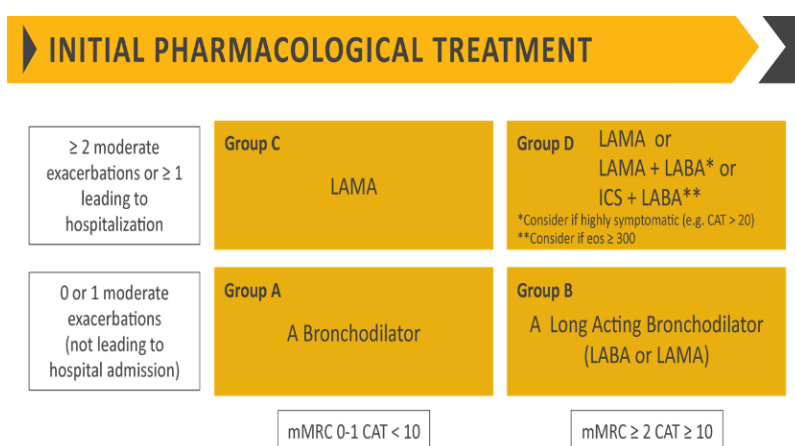 INITIAL PHARMACOLOGICAL TREATMENT
≥ 2 moderate
exacerbations or ≥ 1
leading to
hospitalization
Group C
LAMA
Group D
LAMA or
LAMA + LABA* or
ICS + LABA**
*Consider if highly symptomatic (e.g. CAT > 20)
**Consider if eos ≥ 300
0 or 1 moderate
exacerbations
(not leading to
hospital admission)
Group A
A Bronchodilator
Group B
A Long Acting Bronchodilator
(LABA or LAMA)
mMRC 0-1 CAT < 10
mMRC ≥ 2 CAT ≥ 10